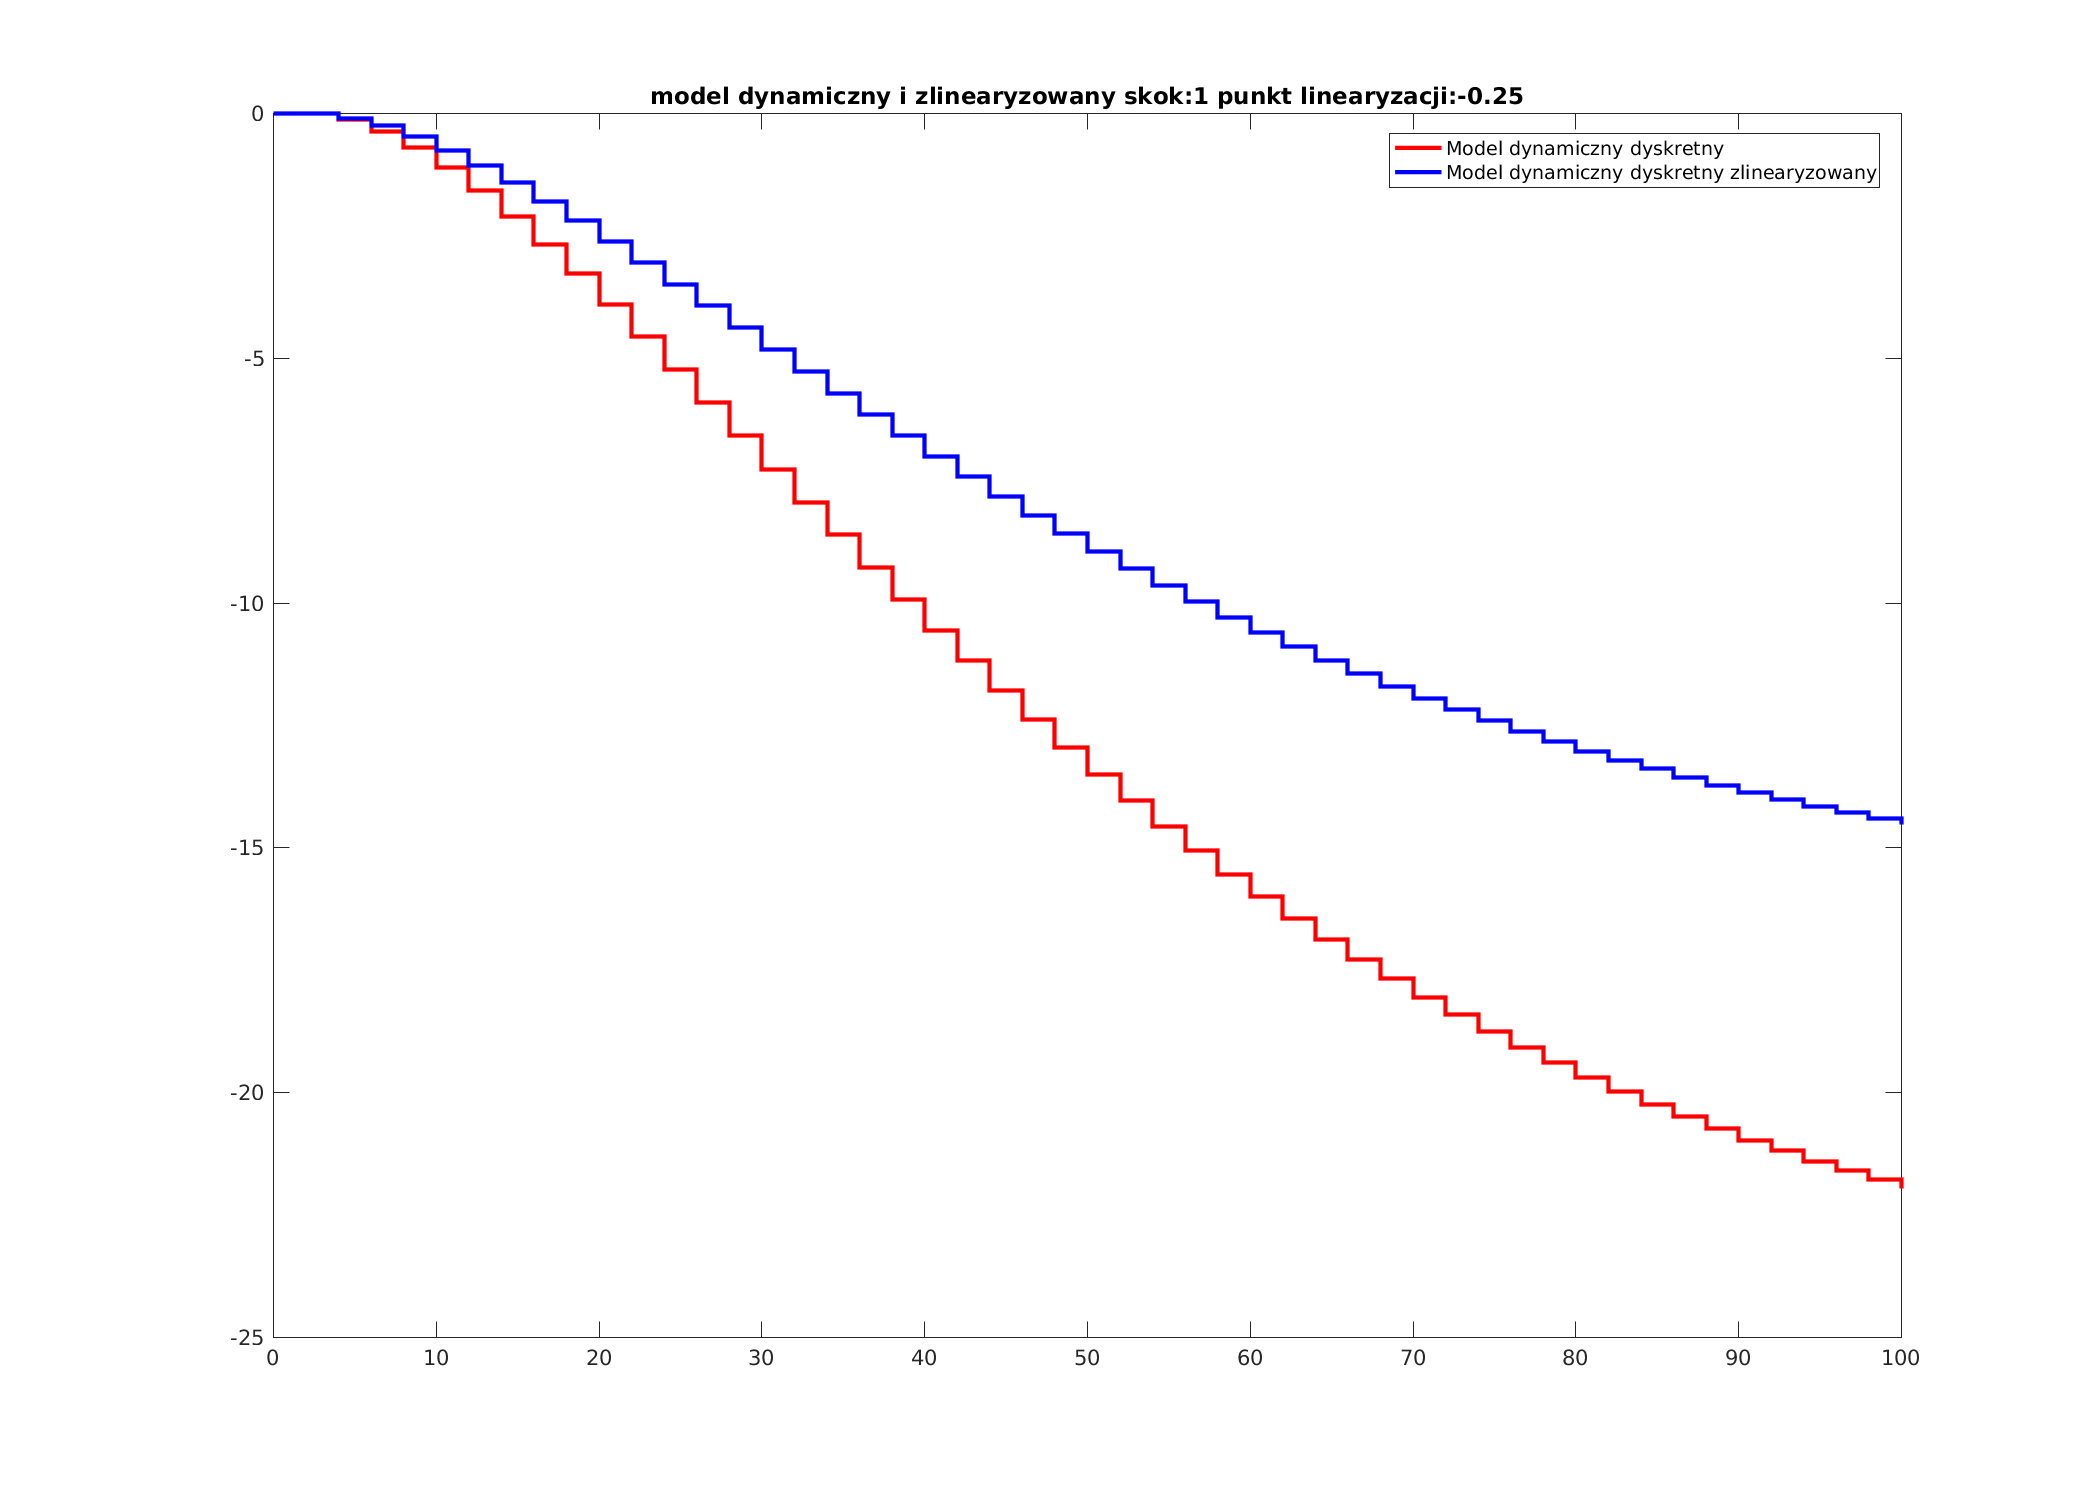 model dynamiczny i zlinearyzowany skok:1 punkt linearyzacji:-0.25
Model dynamiczny dyskretny
Model dynamiczny dyskretny zlinearyzowany
0
-5
-10
-15
-20
-25
0 10 20 30 40 50 60 70 80 90 100